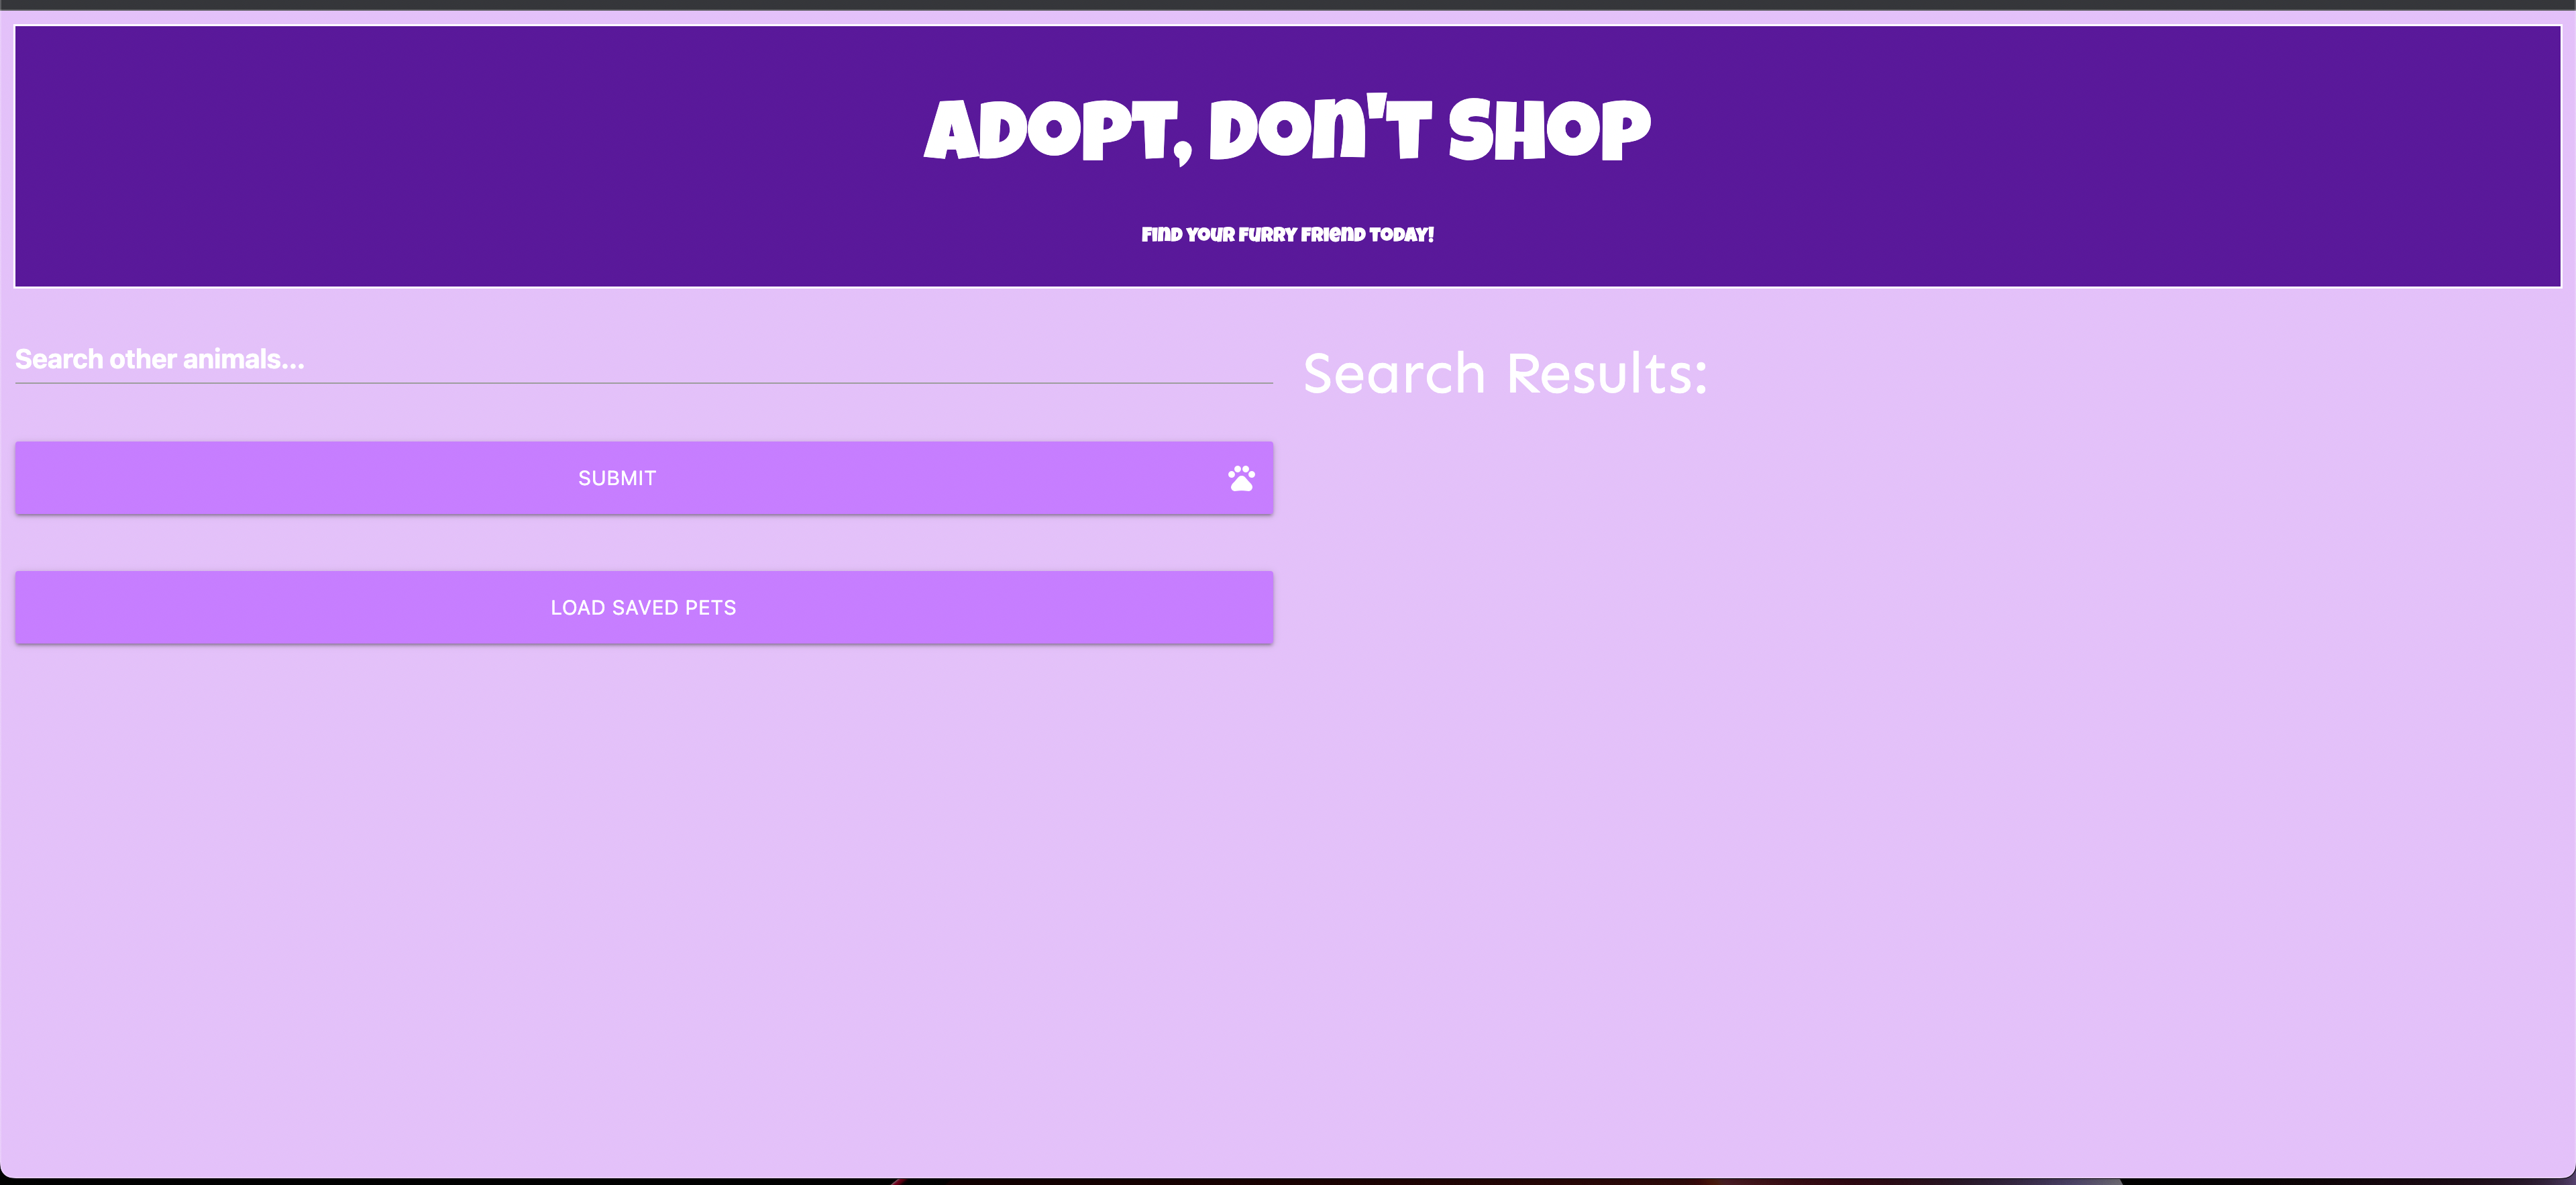 ADOPT, DON'T SHOP
FIND YOUR FURRY FRIEND TODAY!
Search other animals...
Search Results:
SUBMIT
LOAD SAVED PETS